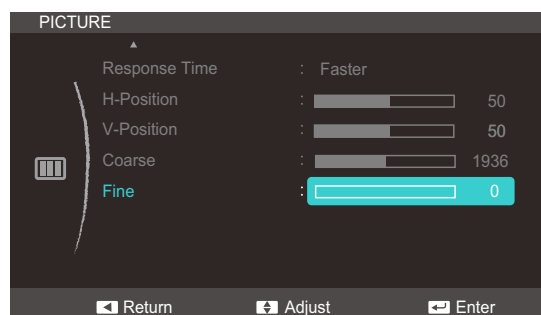 PICTURE
Response Time : Faster
H-Position : 50
V-Position : 50
Coarse : 1936
Fine : 0
Return Adjust Enter